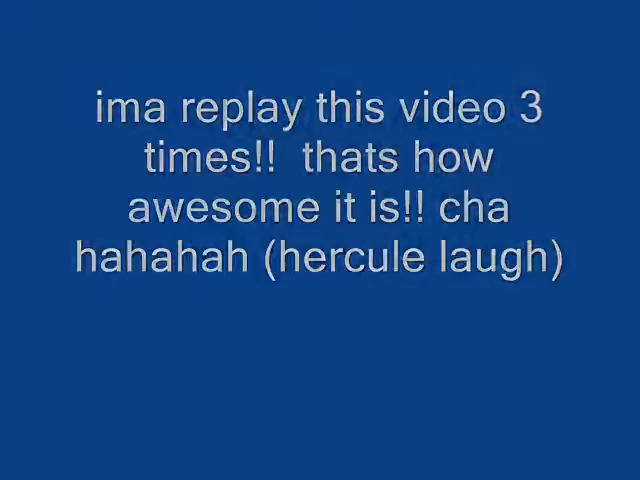 ima replay this video 3
times!!  thats how
awesome it is!! cha
hahahah (hercule laugh)